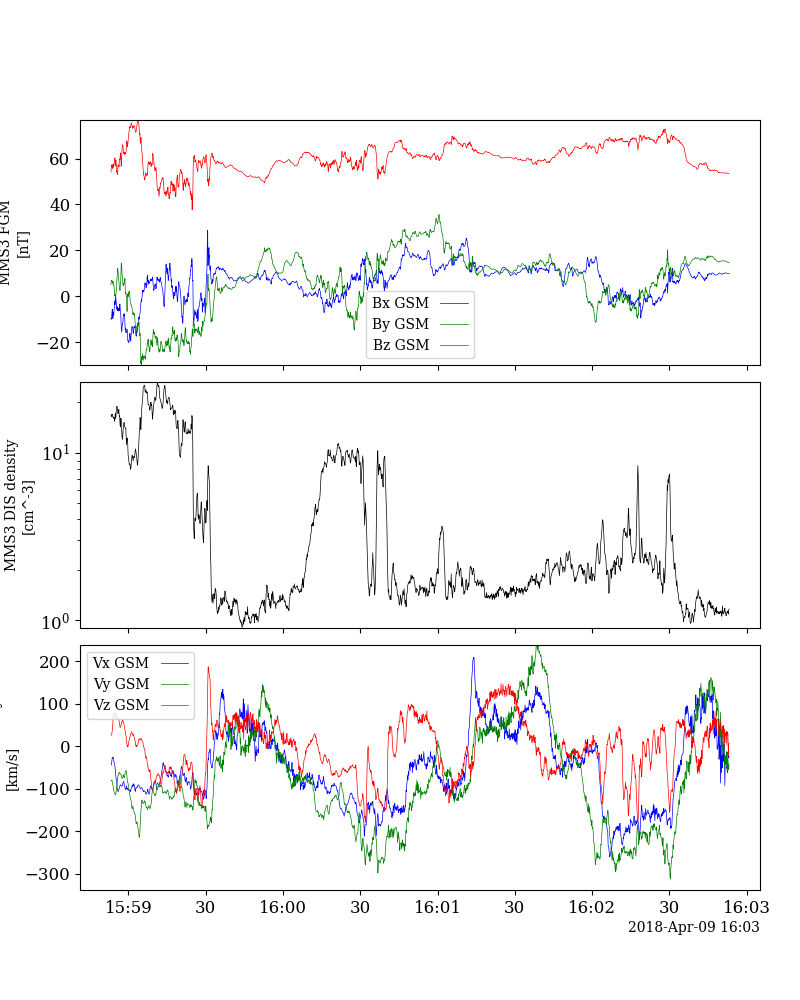 60
40
20
0
−20
MMS3 FGM
[nT]
Bx GSM
By GSM
Bz GSM
10^1
10^0
MMS3 DIS density
[cm^-3]
200
100
0
−100
−200
−300
[km/s]
Vx GSM
Vy GSM
Vz GSM
15:59 30 16:00 30 16:01 30 16:02 30 16:03
2018-Apr-09 16:03